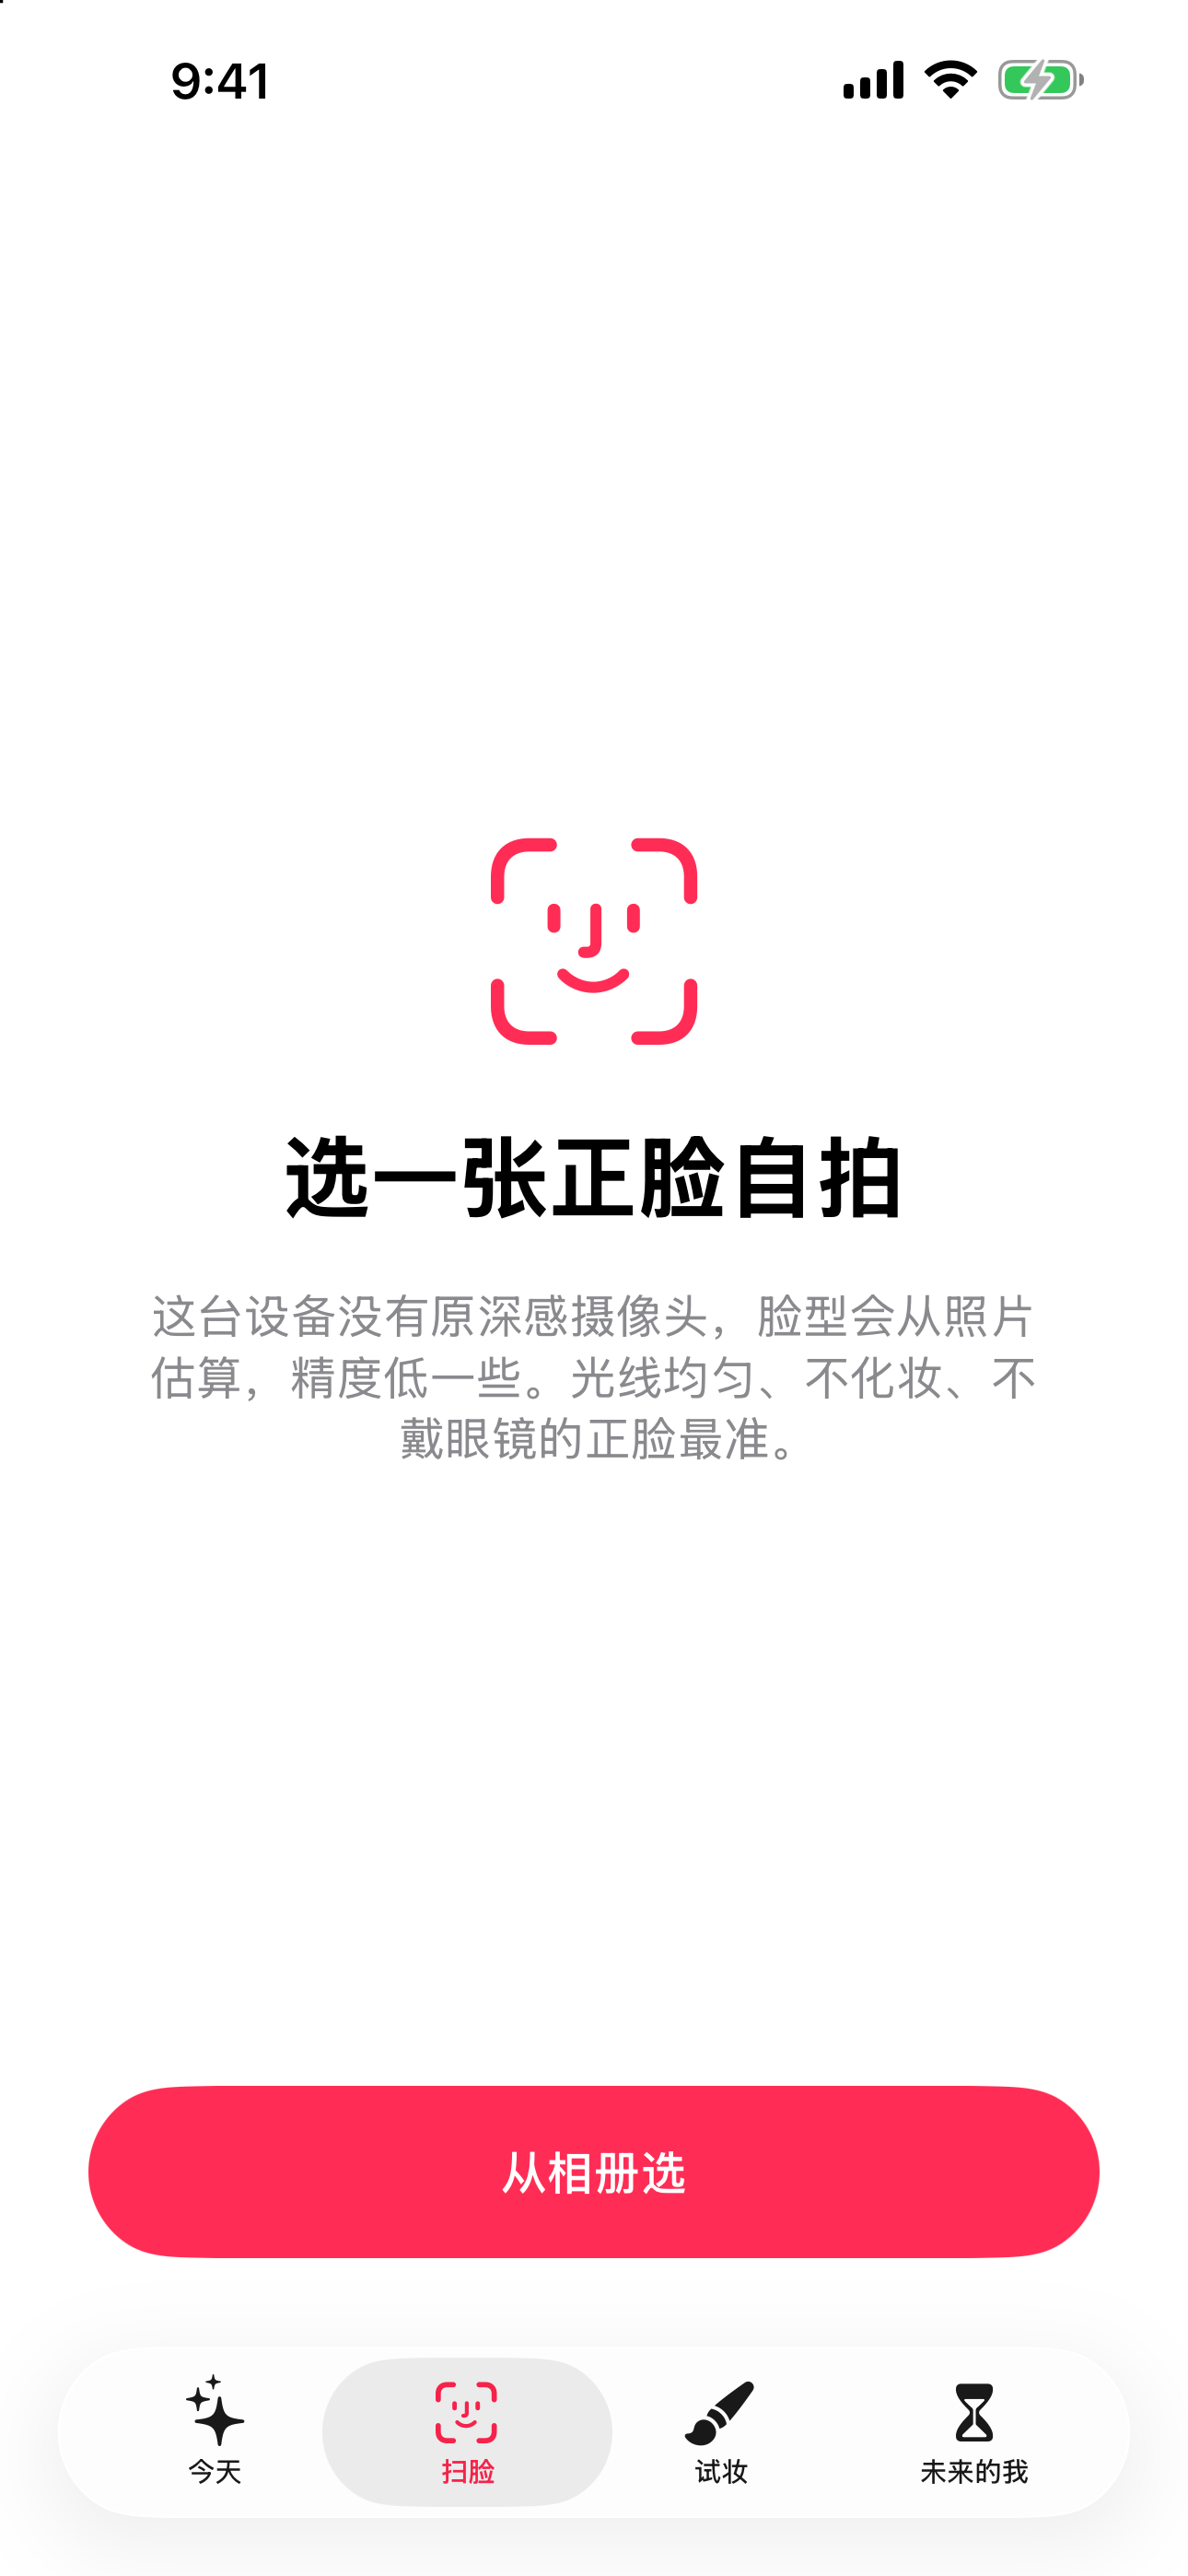 9:41
选一张正脸自拍
这台设备没有原深感摄像头，脸型会从照片
估算，精度低一些。光线均匀、不化妆、不
戴眼镜的正脸最准。
从相册选
今天
扫脸
试妆
未来的我